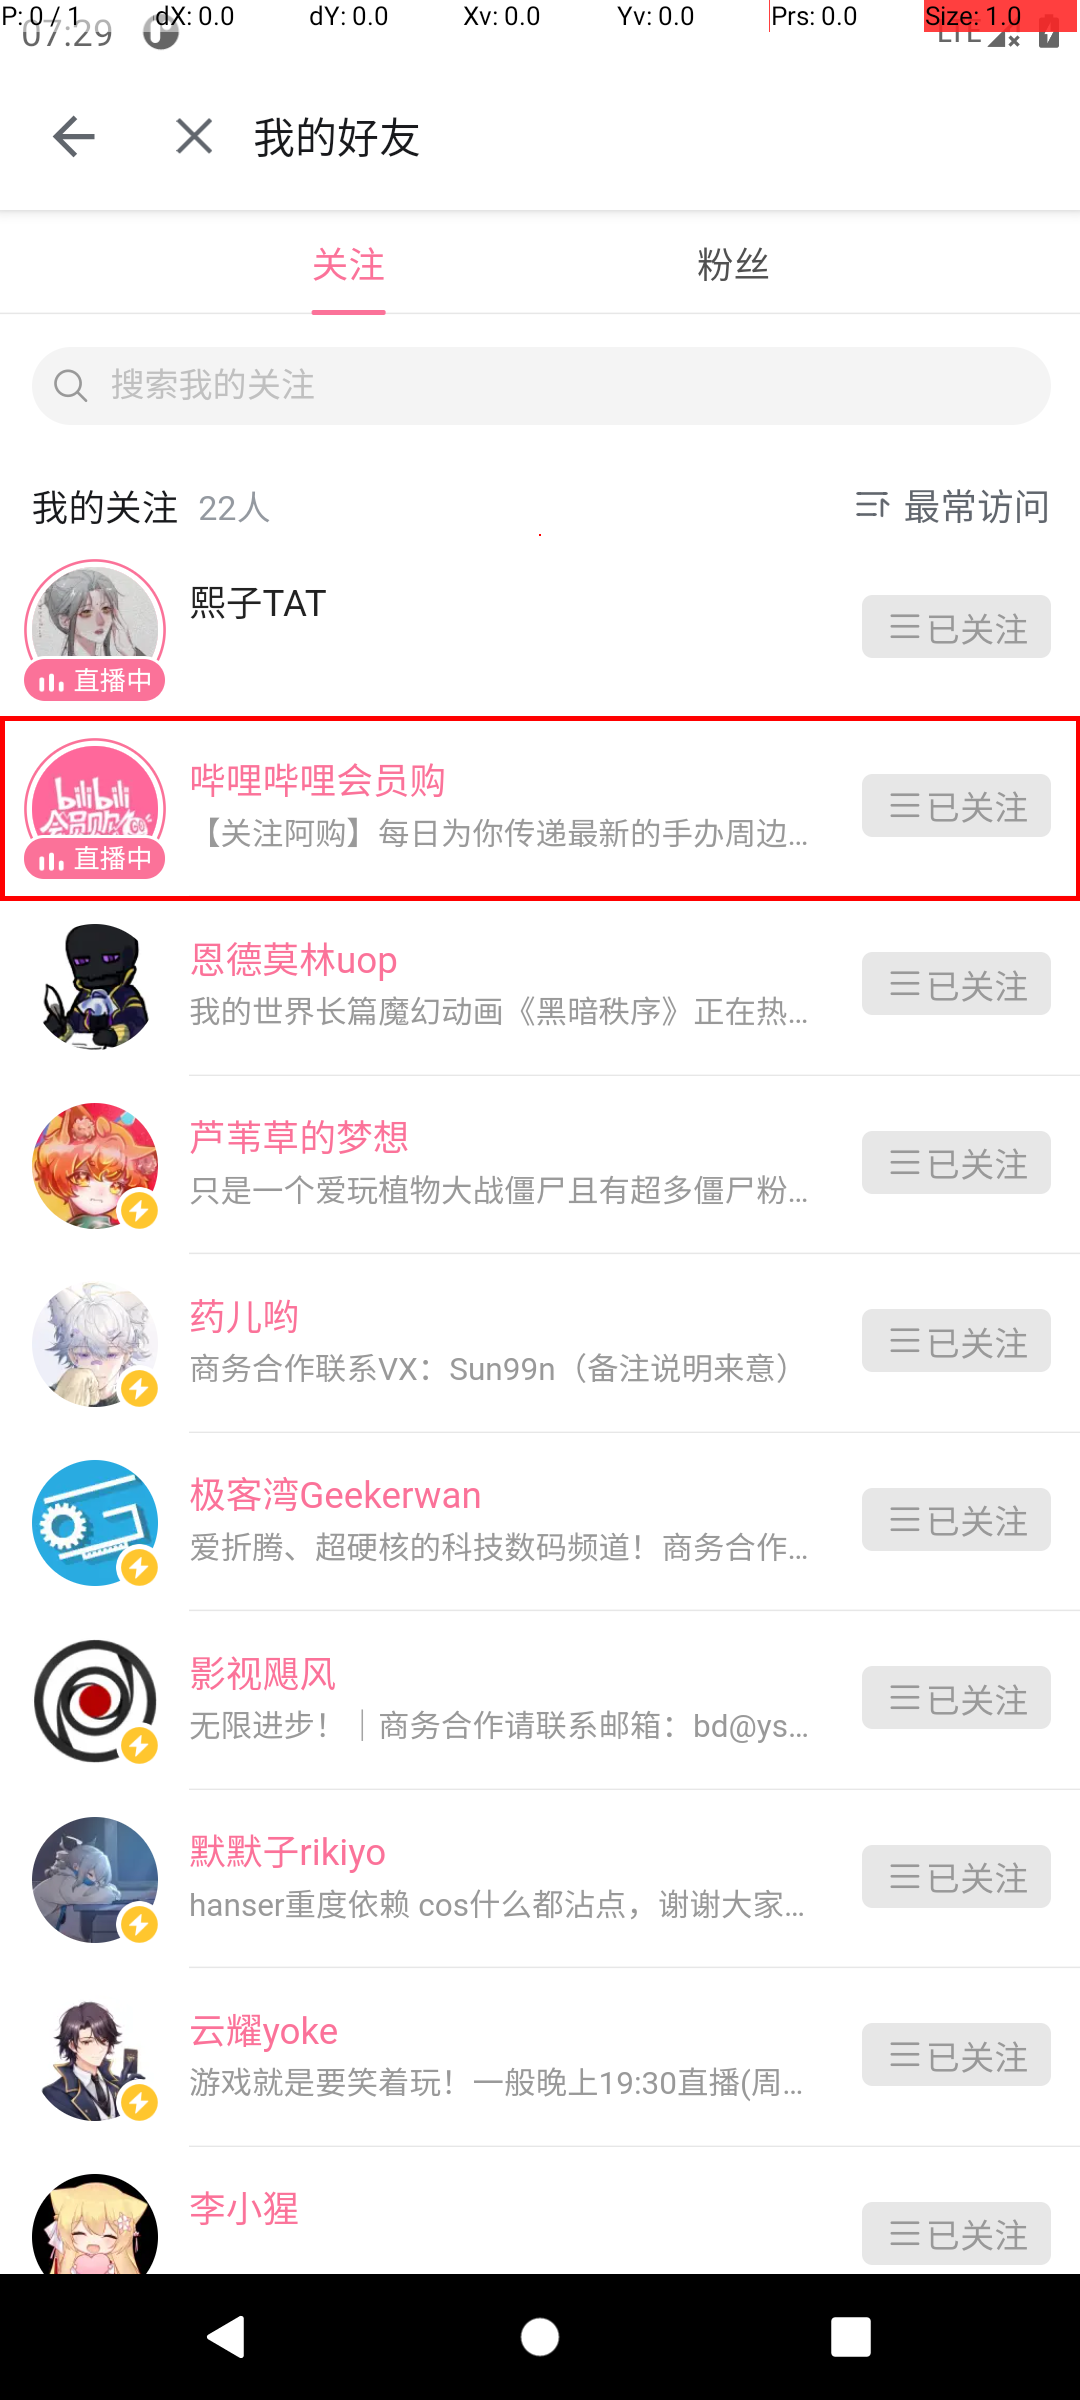 P: 0 / 1 dX: 0.0 dY: 0.0 Xv: 0.0 Yv: 0.0 Prs: 0.0 Size: 1.0
07:29 LTE
我的好友
关注 粉丝
搜索我的关注
我的关注 22人 最常访问
熙子TAT
已关注
直播中
哔哩哔哩会员购
【关注阿购】每日为你传递最新的手办周边...
已关注
bilibili
会员购
直播中
恩德莫林uop
我的世界长篇魔幻动画《黑暗秩序》正在热...
已关注
芦苇草的梦想
只是一个爱玩植物大战僵尸且有超多僵尸粉...
已关注
药儿哟
商务合作联系VX：Sun99n（备注说明来意）
已关注
极客湾Geekerwan
爱折腾、超硬核的科技数码频道！商务合作...
已关注
影视飓风
无限进步！｜商务合作请联系邮箱：bd@ys...
已关注
默默子rikiyo
hanser重度依赖 cos什么都沾点，谢谢大家...
已关注
云耀yoke
游戏就是要笑着玩！一般晚上19:30直播(周...
已关注
李小猩
已关注